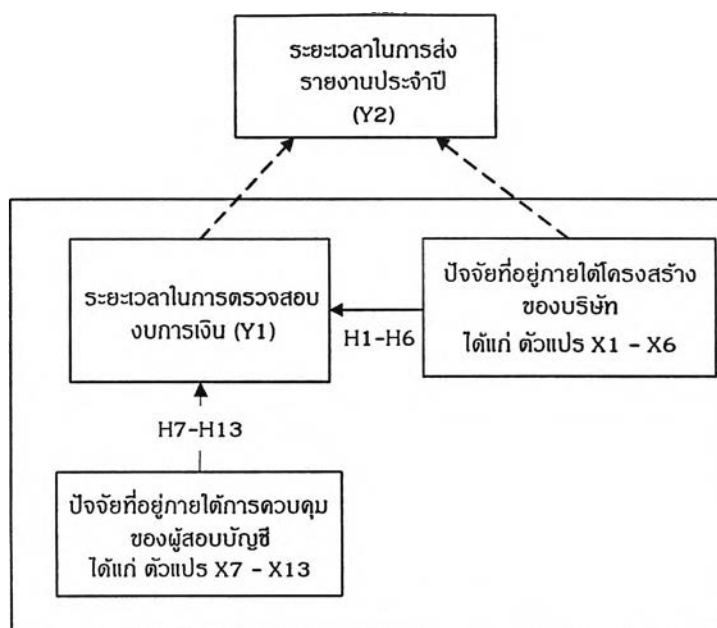 ระยะเวลาในการส่ง
รายงานประจำปี
(Y2)
ระยะเวลาในการตรวจสอบ
งบการเงิน (Y1)
ปัจจัยที่อยู่ภายใต้โครงสร้าง
ของบริษัท
ได้แก่ ตัวแปร X1 – X6
H1-H6
H7-H13
ปัจจัยที่อยู่ภายใต้การควบคุม
ของผู้สอบบัญชี
ได้แก่ ตัวแปร X7 – X13